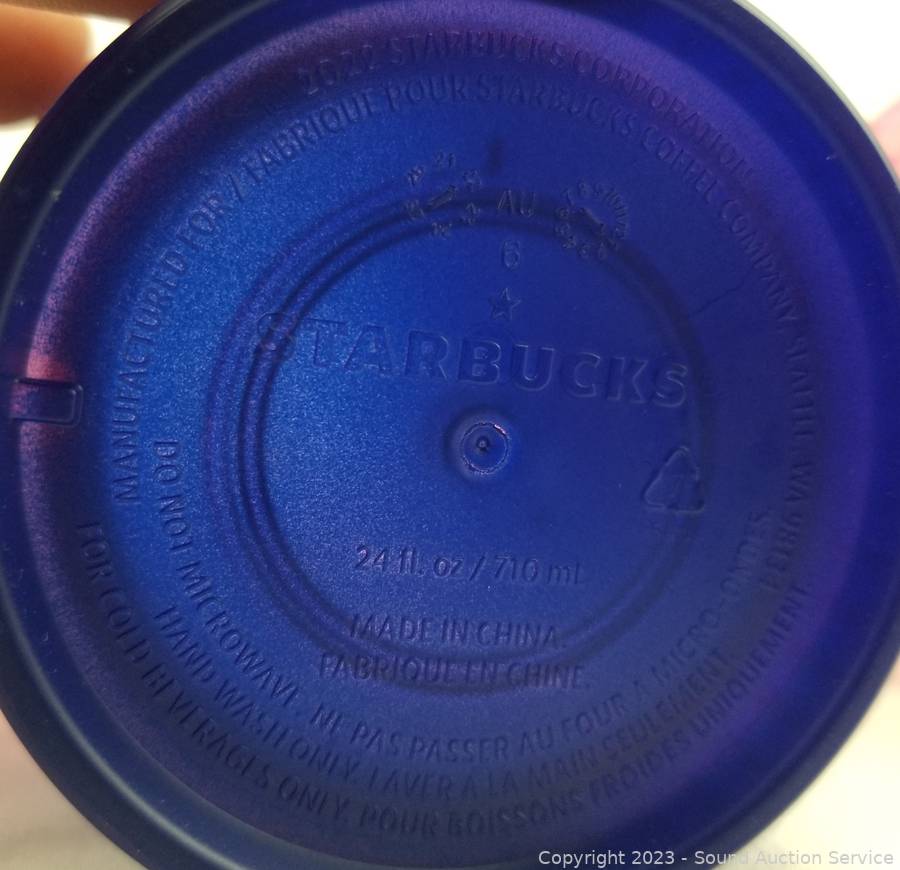 2022 STARBUCKS CORPORATION.
MANUFACTURED FOR / FABRIQUE POUR STARBUCKS COFFEE COMPANY, SEATTLE, WA 98134
AU
6
STARBUCKS
24 fl. oz / 710 ml
MADE IN CHINA.
FABRIQUE EN CHINE.
DO NOT MICROWAVE. NE PAS PASSER AU FOUR A MICRO-ONDES.
HAND WASH ONLY. LAVER A LA MAIN SEULEMENT
FOR COLD BEVERAGES ONLY. POUR BOISSONS FROIDES UNIQUEMENT.
Copyright 2023 - Sound Auction Service